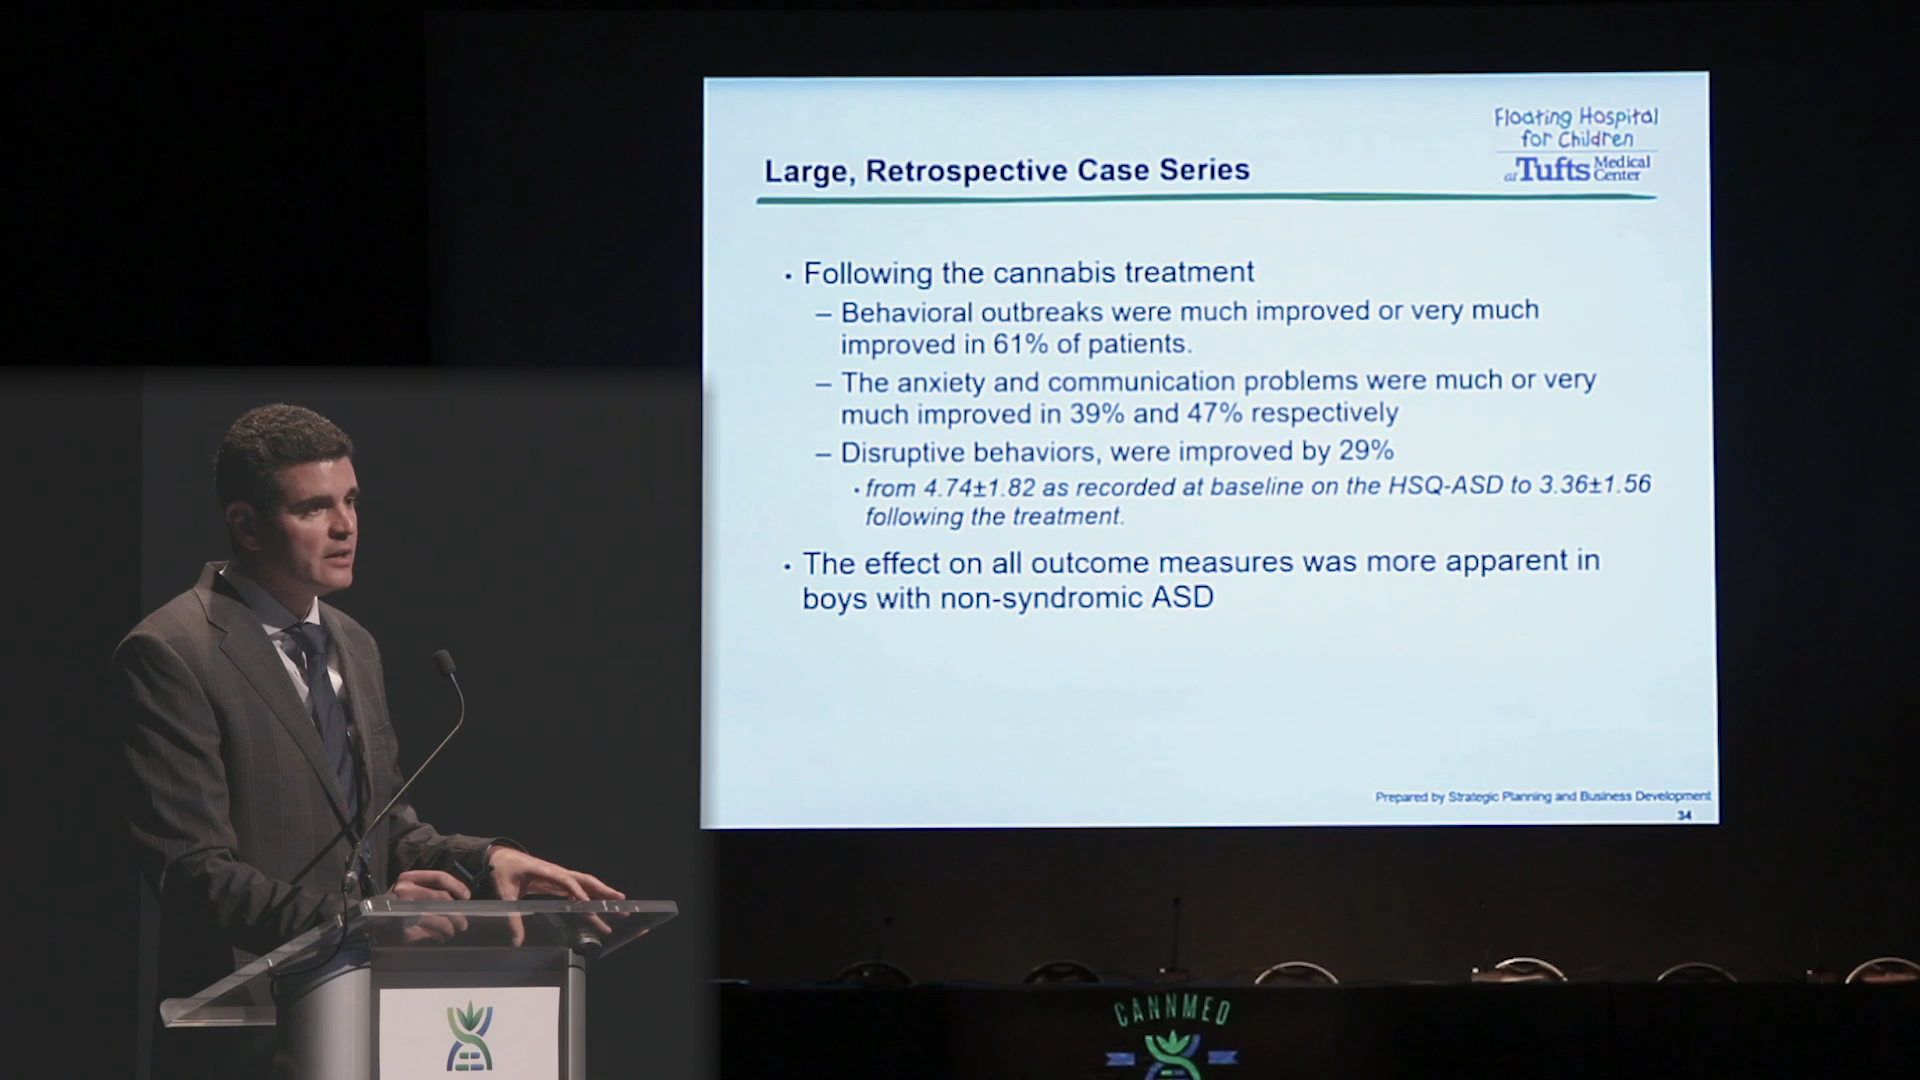 Floating Hospital
for Children
at Tufts Medical Center
Large, Retrospective Case Series
· Following the cannabis treatment
– Behavioral outbreaks were much improved or very much
improved in 61% of patients.
– The anxiety and communication problems were much or very
much improved in 39% and 47% respectively
– Disruptive behaviors, were improved by 29%
· from 4.74±1.82 as recorded at baseline on the HSQ-ASD to 3.36±1.56
following the treatment.
· The effect on all outcome measures was more apparent in
boys with non-syndromic ASD
Prepared by Strategic Planning and Business Development
34
CANNMED